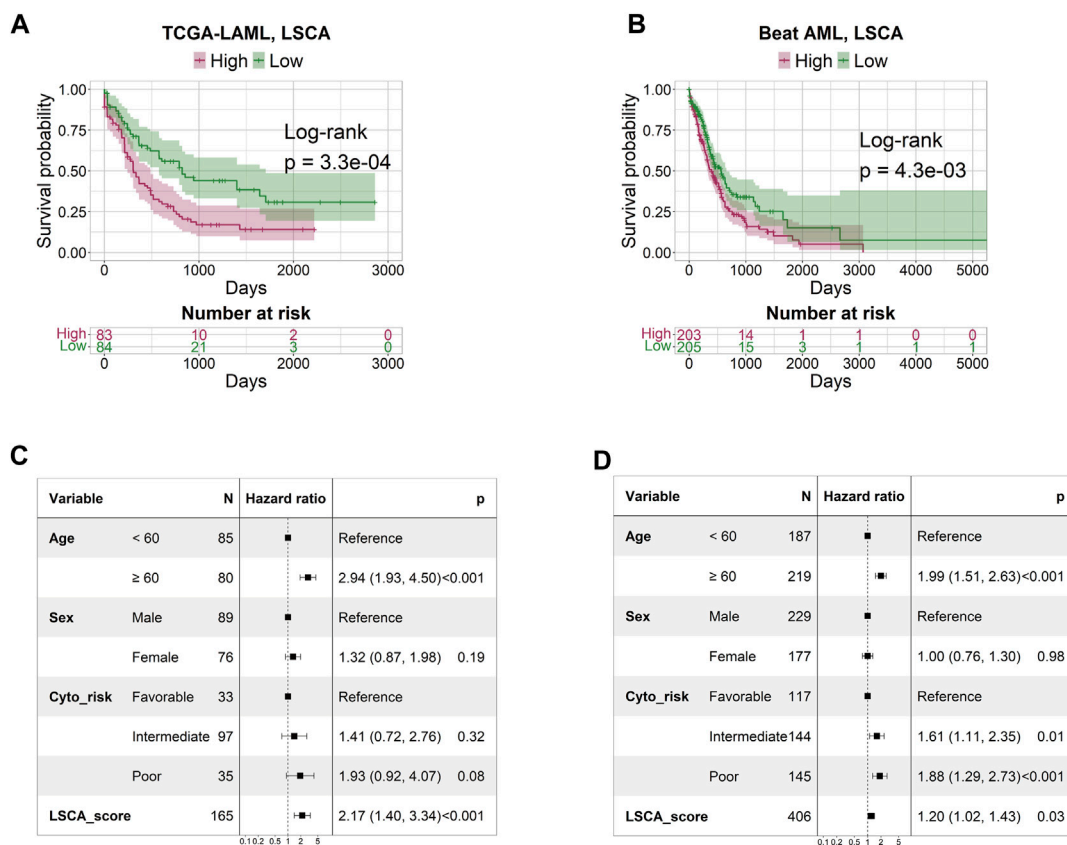 A
TCGA-LAML, LSCA
High Low
Survival probability
1.00
0.75
0.50
0.25
0.00
Log-rank
p = 3.3e-04
0 1000 2000 3000
Days
Number at risk
High 83 10 2 0
Low 84 21 3 0
0 1000 2000 3000
Days
B
Beat AML, LSCA
High Low
Survival probability
1.00
0.75
0.50
0.25
0.00
Log-rank
p = 4.3e-03
0 1000 2000 3000 4000 5000
Days
Number at risk
High 203 14 1 1 0 0
Low 205 15 3 1 1 1
0 1000 2000 3000 4000 5000
Days
C
Variable N Hazard ratio p
Age < 60 85 Reference
≥ 60 80 2.94 (1.93, 4.50) <0.001
Sex Male 89 Reference
Female 76 1.32 (0.87, 1.98) 0.19
Cyto_risk Favorable 33 Reference
Intermediate 97 1.41 (0.72, 2.76) 0.32
Poor 35 1.93 (0.92, 4.07) 0.08
LSCA_score 165 2.17 (1.40, 3.34) <0.001
0.1 0.2 0.5 1 2 5
D
Variable N Hazard ratio p
Age < 60 187 Reference
≥ 60 219 1.99 (1.51, 2.63) <0.001
Sex Male 229 Reference
Female 177 1.00 (0.76, 1.30) 0.98
Cyto_risk Favorable 117 Reference
Intermediate 144 1.61 (1.11, 2.35) 0.01
Poor 145 1.88 (1.29, 2.73) <0.001
LSCA_score 406 1.20 (1.02, 1.43) 0.03
0.1 0.2 0.5 1 2 5